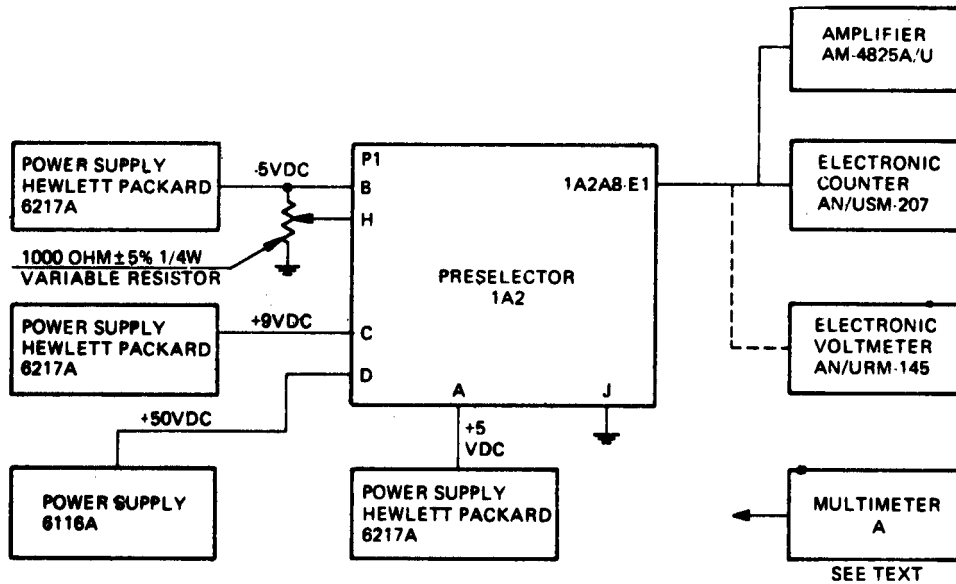 AMPLIFIER
AM-4825A/U
POWER SUPPLY
HEWLETT PACKARD
6217A
-5VDC
P1
B
H
1A2A8-E1
ELECTRONIC
COUNTER
AN/USM-207
1000 OHM±5% 1/4W
VARIABLE RESISTOR
PRESELECTOR
1A2
POWER SUPPLY
HEWLETT PACKARD
6217A
+9VDC
C
D
ELECTRONIC
VOLTMETER
AN/URM-145
A
J
+50VDC
+5
VDC
POWER SUPPLY
6116A
POWER SUPPLY
HEWLETT PACKARD
6217A
MULTIMETER
A
SEE TEXT